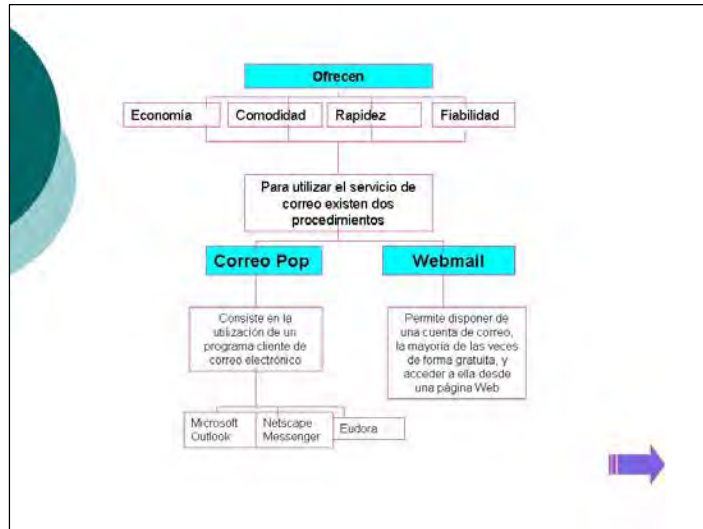 Ofrecen
Economía
Comodidad
Rapidez
Fiabilidad
Para utilizar el servicio de
correo existen dos
procedimientos
Correo Pop
Webmail
Consiste en la
utilización de un
programa cliente de
correo electrónico
Permite disponer de
una cuenta de correo,
la mayoría de las veces
de forma gratuita, y
acceder a ella desde
una página Web
Microsoft
Outlook
Netscape
Messenger
Eudora